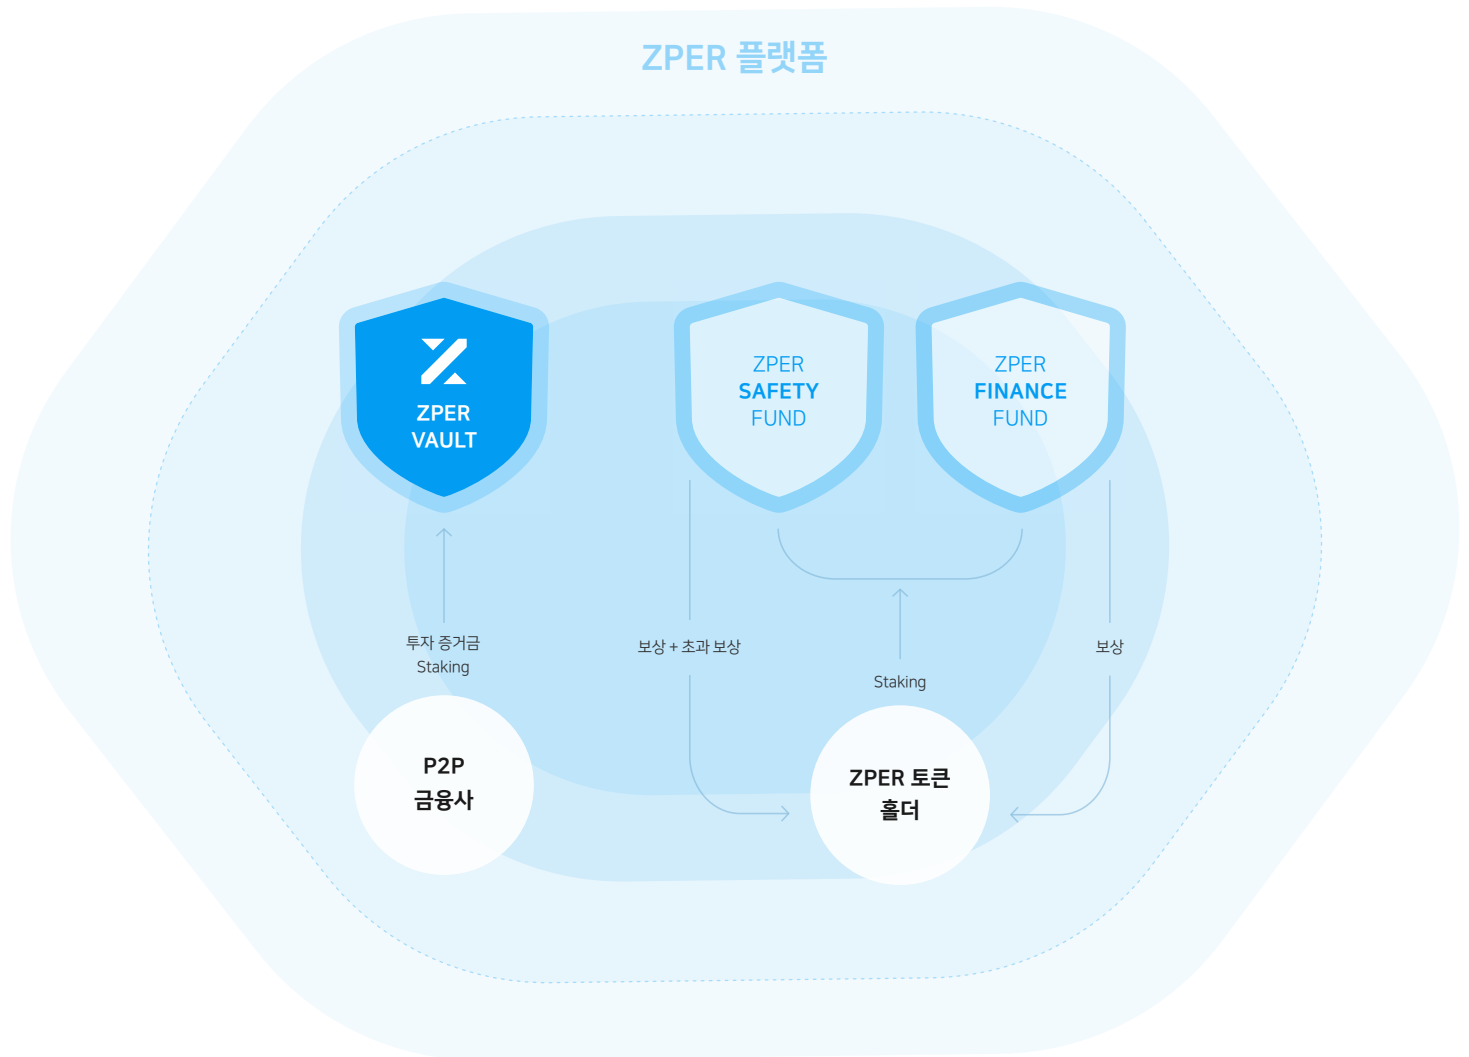 ZPER 플랫폼
ZPER
VAULT
ZPER
SAFETY
FUND
ZPER
FINANCE
FUND
투자 증거금
Staking
보상 + 초과 보상
Staking
보상
P2P
금융사
ZPER 토큰
홀더